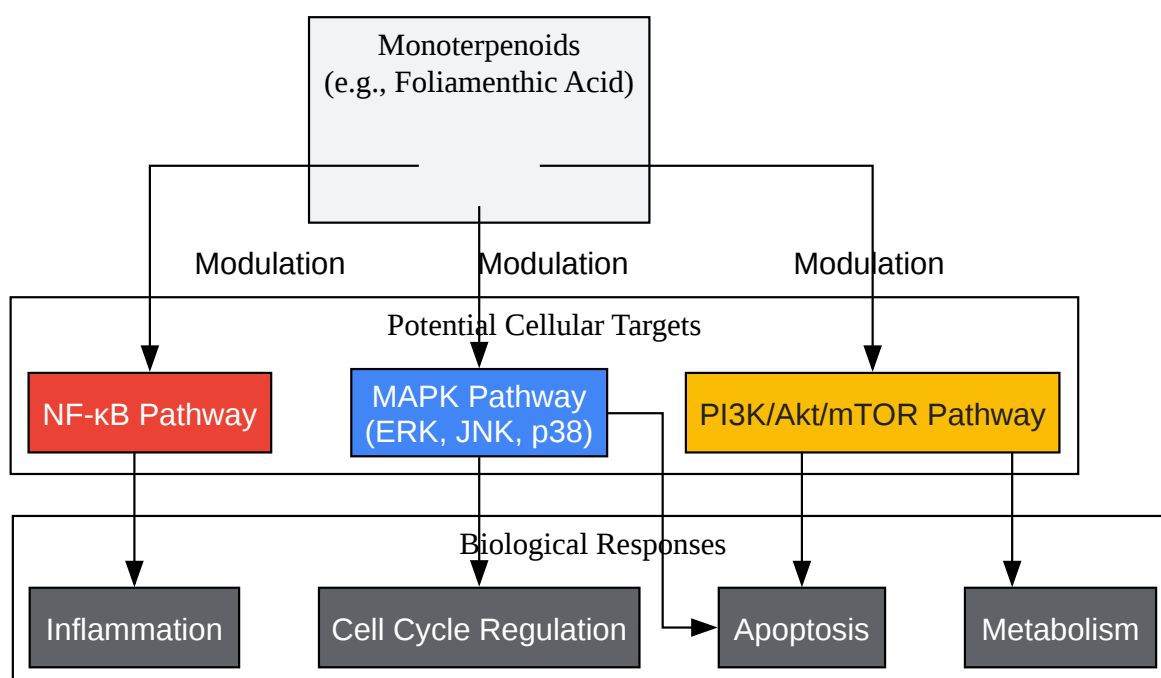 Monoterpenoids
(e.g., Foliamenthic Acid)
Modulation
Modulation
Modulation
Potential Cellular Targets
NF-κB Pathway
MAPK Pathway
(ERK, JNK, p38)
PI3K/Akt/mTOR Pathway
Biological Responses
Inflammation
Cell Cycle Regulation
Apoptosis
Metabolism